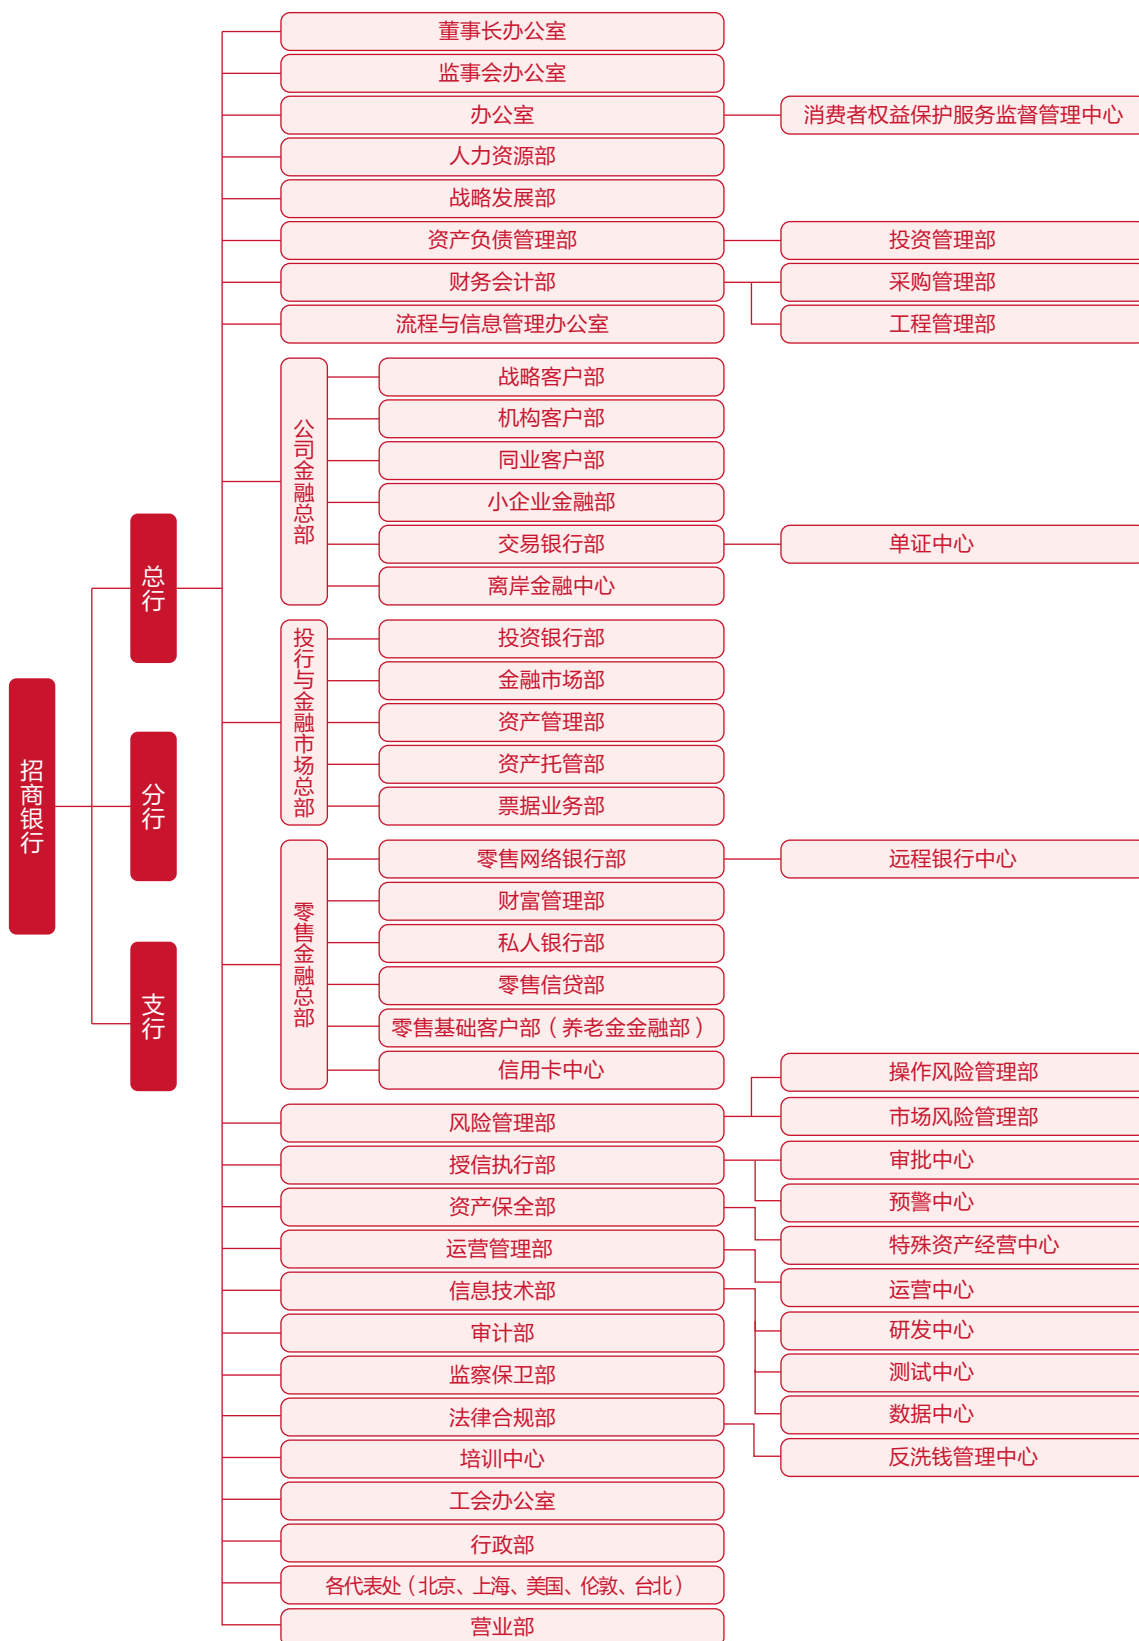 招商银行
总行
分行
支行
董事长办公室
监事会办公室
办公室
消费者权益保护服务监督管理中心
人力资源部
战略发展部
资产负债管理部
投资管理部
财务会计部
采购管理部
工程管理部
流程与信息管理办公室
公司金融总部
战略客户部
机构客户部
同业客户部
小企业金融部
交易银行部
单证中心
离岸金融中心
投行与金融市场总部
投资银行部
金融市场部
资产管理部
资产托管部
票据业务部
零售金融总部
零售网络银行部
远程银行中心
财富管理部
私人银行部
零售信贷部
零售基础客户部（养老金金融部）
信用卡中心
风险管理部
操作风险管理部
市场风险管理部
授信执行部
审批中心
预警中心
资产保全部
特殊资产经营中心
运营管理部
运营中心
信息技术部
研发中心
测试中心
数据中心
审计部
监察保卫部
法律合规部
反洗钱管理中心
培训中心
工会办公室
行政部
各代表处（北京、上海、美国、伦敦、台北）
营业部